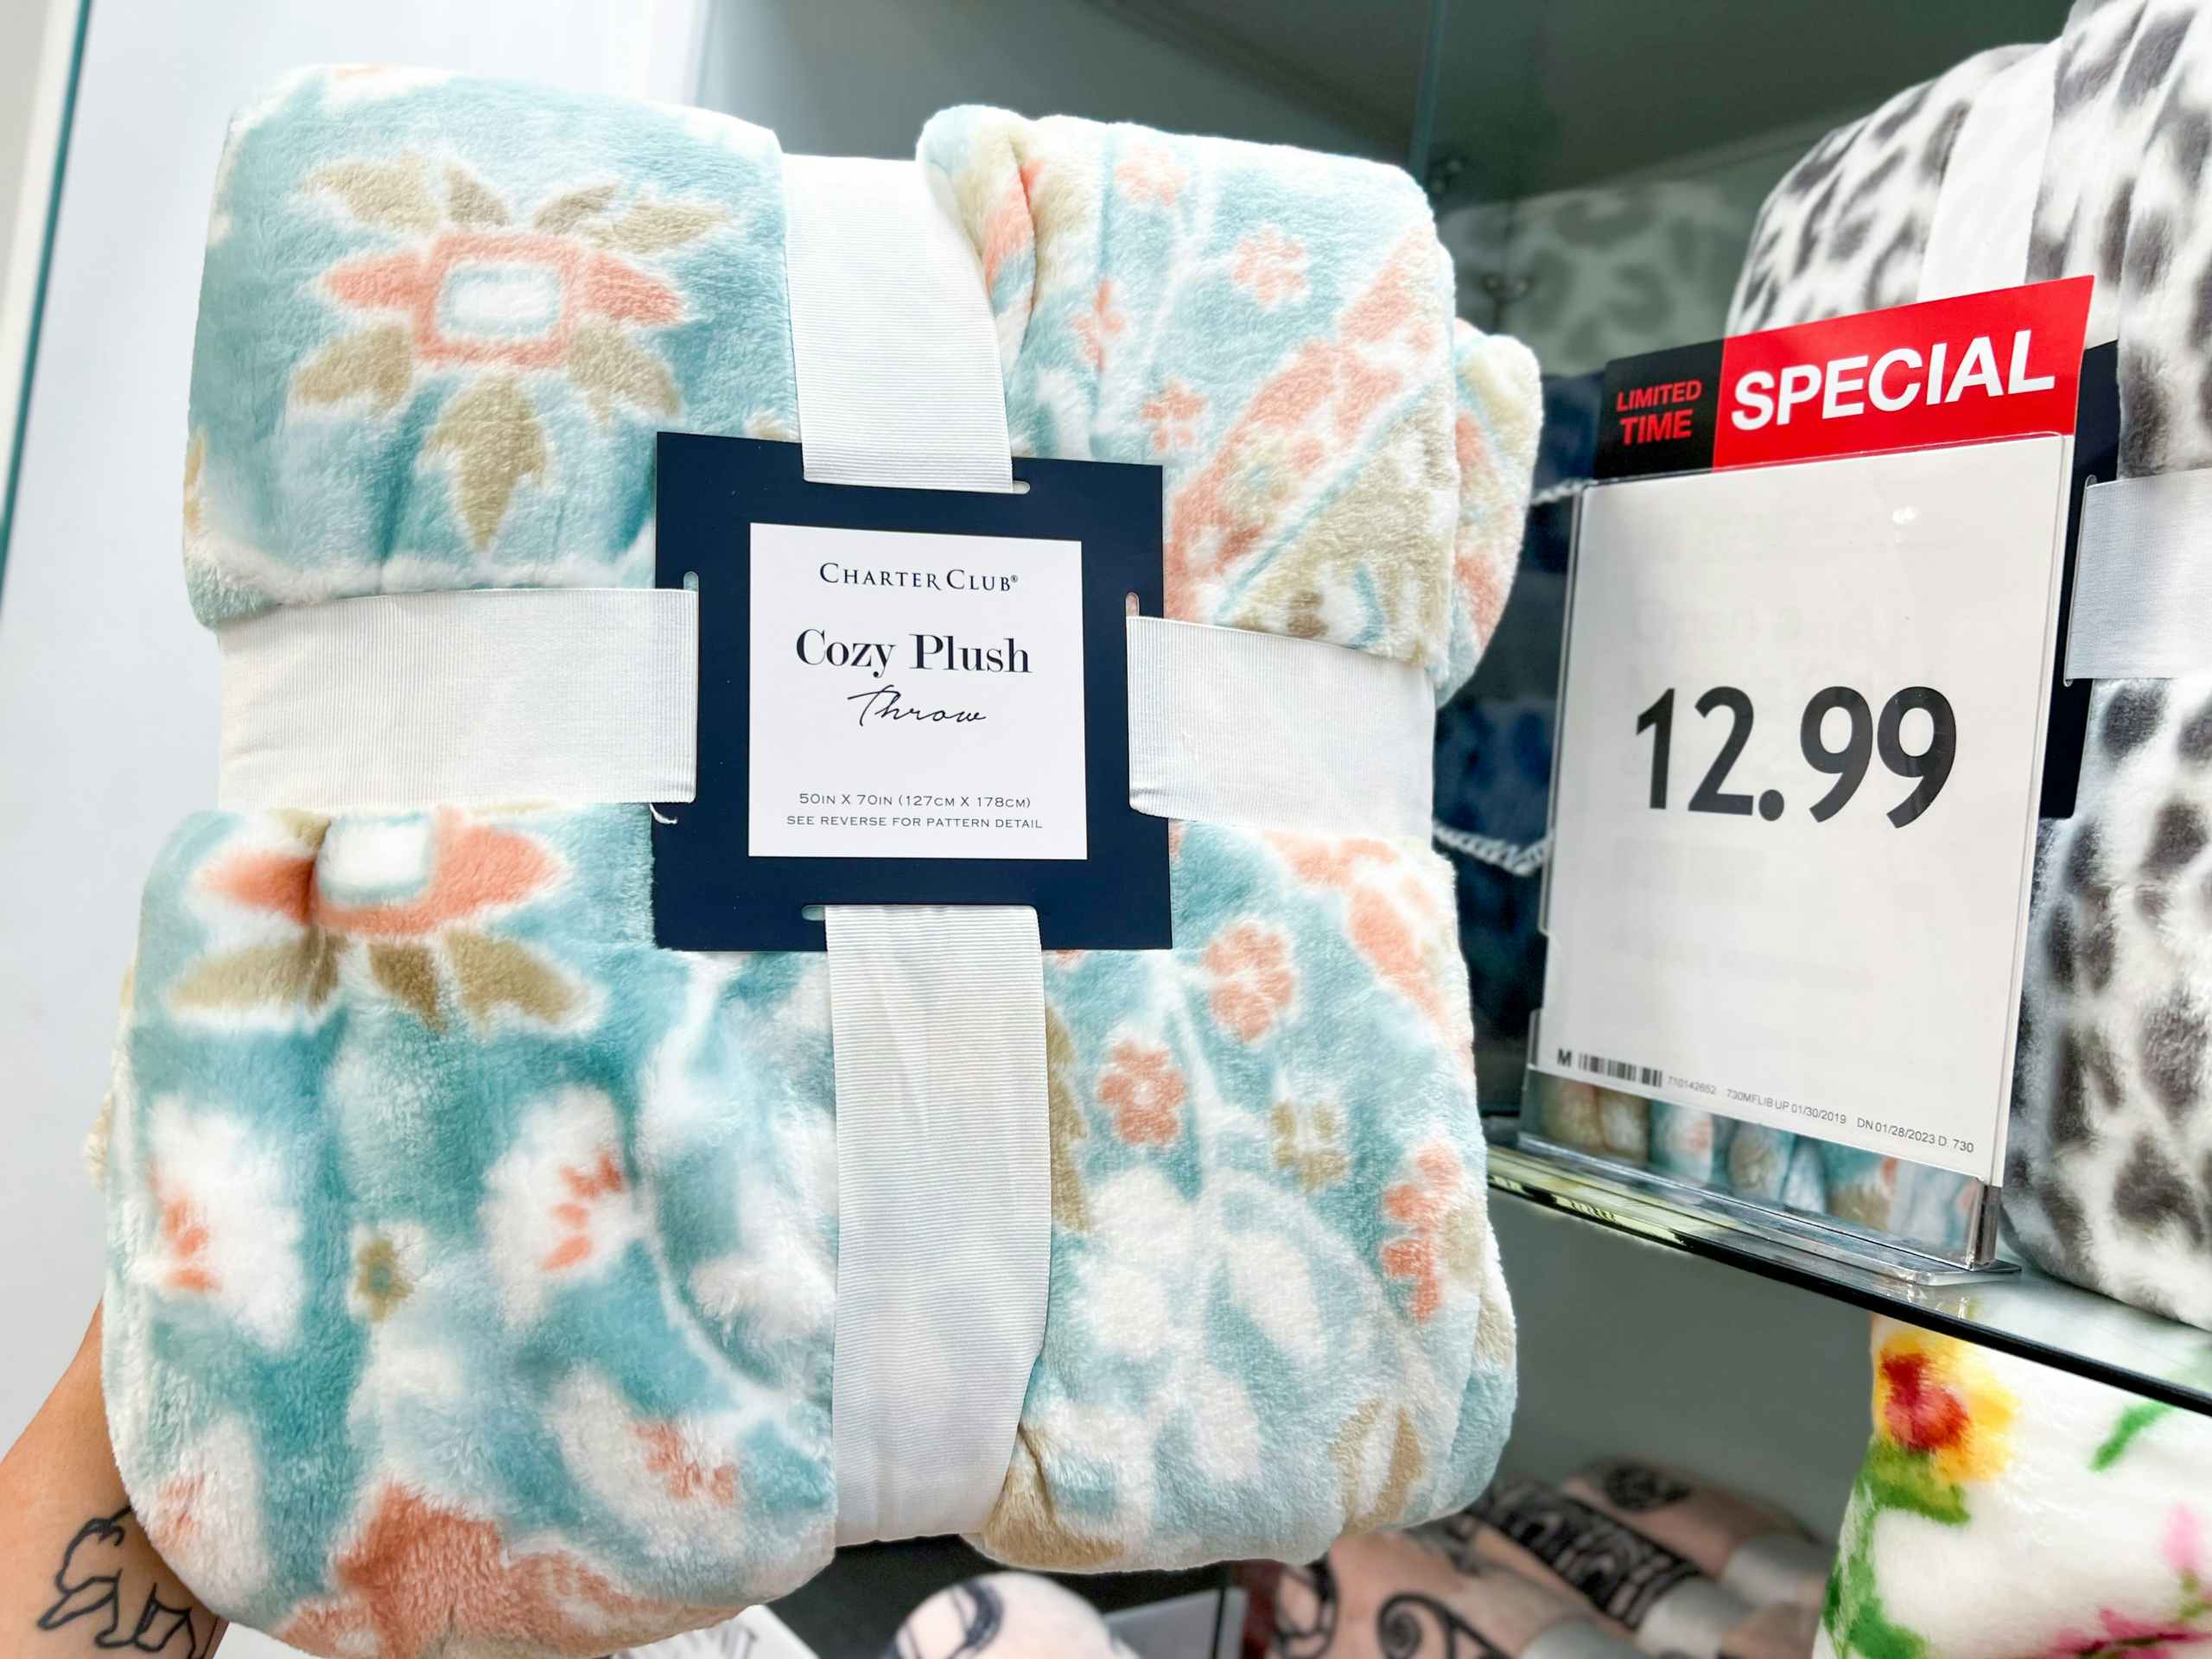 CHARTER CLUB®
Cozy Plush
Throw
50IN X 70IN (127CM X 178CM)
SEE REVERSE FOR PATTERN DETAIL
LIMITED
TIME
SPECIAL
12.99
M 710142652 730MFLIB UP 01/30/2019 DN 01/28/2023 D. 730